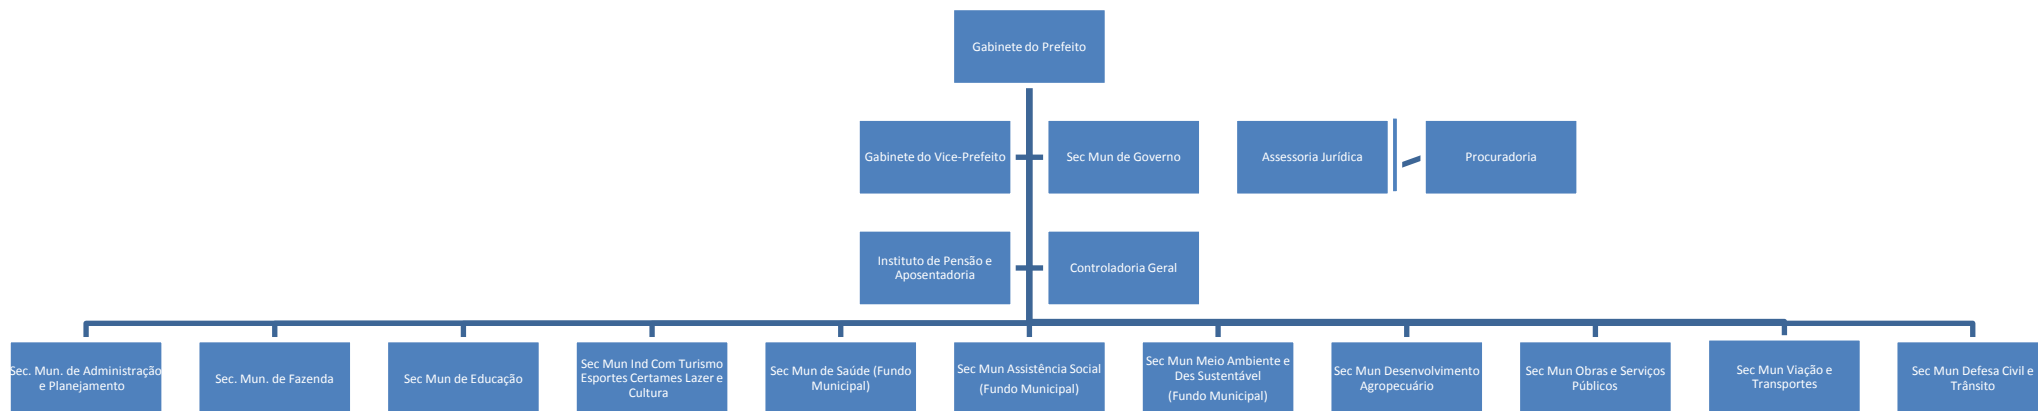 Gabinete do Prefeito
Gabinete do Vice-Prefeito
Sec Mun de Governo
Assessoria Jurídica
Procuradoria
Instituto de Pensão e
Aposentadoria
Controladoria Geral
Sec. Mun. de Administração
e Planejamento
Sec. Mun. de Fazenda
Sec Mun de Educação
Sec Mun Ind Com Turismo
Esportes Certames Lazer e
Cultura
Sec Mun de Saúde (Fundo
Municipal)
Sec Mun Assistência Social
(Fundo Municipal)
Sec Mun Meio Ambiente e
Des Sustentável
(Fundo Municipal)
Sec Mun Desenvolvimento
Agropecuário
Sec Mun Obras e Serviços
Públicos
Sec Mun Viação e
Transportes
Sec Mun Defesa Civil e
Trânsito